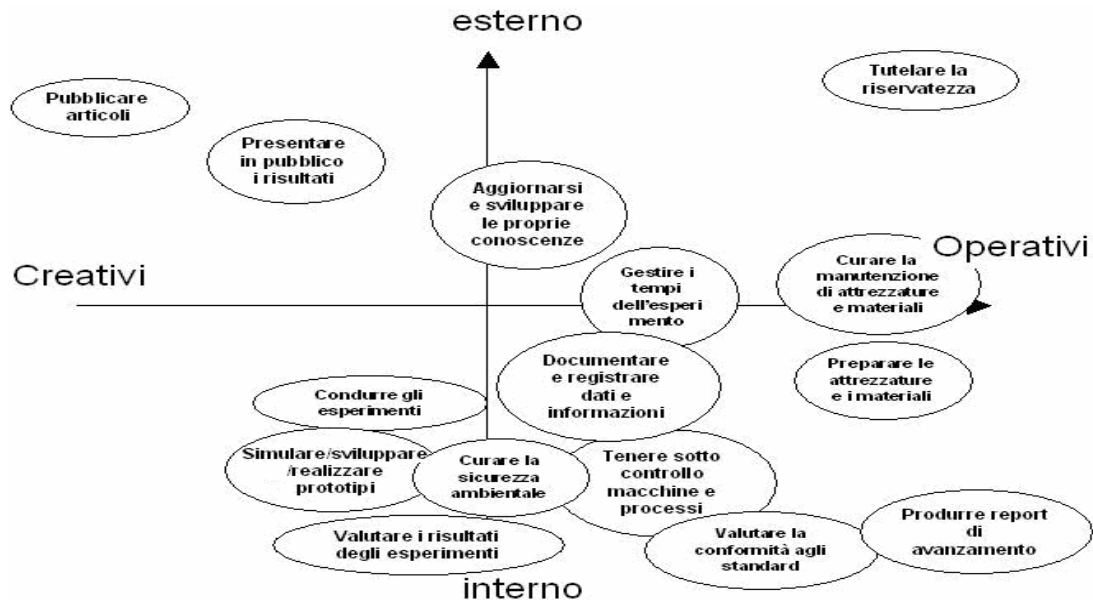 esterno
Tutelare la
riservatezza
Pubblicare
articoli
Presentare
in pubblico
i risultati
Aggiornarsi
e sviluppare
le proprie
conoscenze
Creativi
Operativi
Gestire i
tempi
dell'esperi
mento
Curare la
manutenzione
di attrezzature
e materiali
Documentare
e registrare
dati e
informazioni
Preparare le
attrezzature
e i materiali
Condurre gli
esperimenti
Simulare/sviluppare
/realizzare
prototipi
Curare la
sicurezza
ambientale
Tenere sotto
controllo
macchine e
processi
Valutare i risultati
degli esperimenti
Valutare la
conformità agli
standard
Produrre report
di
avanzamento
interno